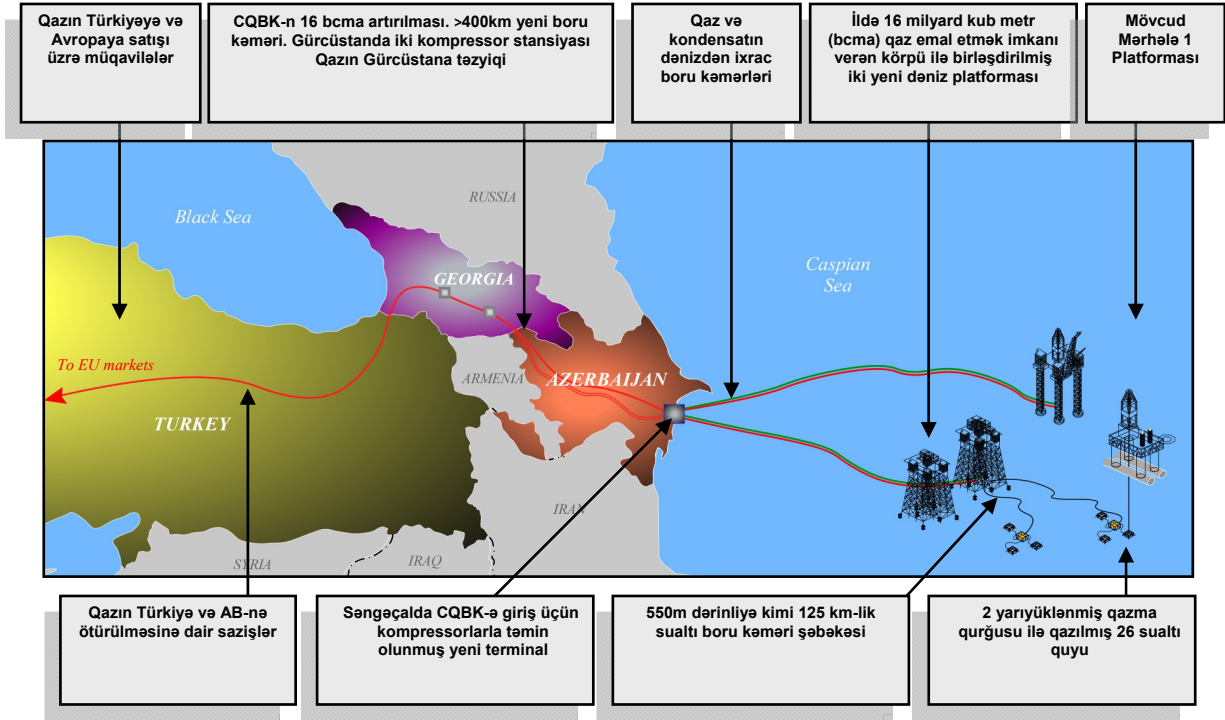 Qazın Türkiyəyə və
Avropaya satışı
üzrə müqavilələr
CQBK-n 16 bcma artırılması. >400km yeni boru
kəməri. Gürcüstanda iki kompressor stansiyası
Qazın Gürcüstana təzyiqi
Qaz və
kondensatın
dənizdən ixrac
boru kəmərləri
İldə 16 milyard kub metr
(bcma) qaz emal etmək imkanı
verən körpü ilə birləşdirilmiş
iki yeni dəniz platforması
Mövcud
Mərhələ 1
Platforması
RUSSIA
Black Sea
GEORGIA
Caspian
Sea
To EU markets
ARMENIA
AZERBAIJAN
TURKEY
IRAN
SYRIA
IRAQ
Qazın Türkiyə və AB-nə
ötürülməsinə dair sazişlər
Səngəçalda CQBK-ə giriş üçün
kompressorlarla təmin
olunmuş yeni terminal
550m dərinliyə kimi 125 km-lik
sualtı boru kəməri şəbəkəsi
2 yarıyüklənmiş qazma
qurğusu ilə qazılmış 26 sualtı
quyu